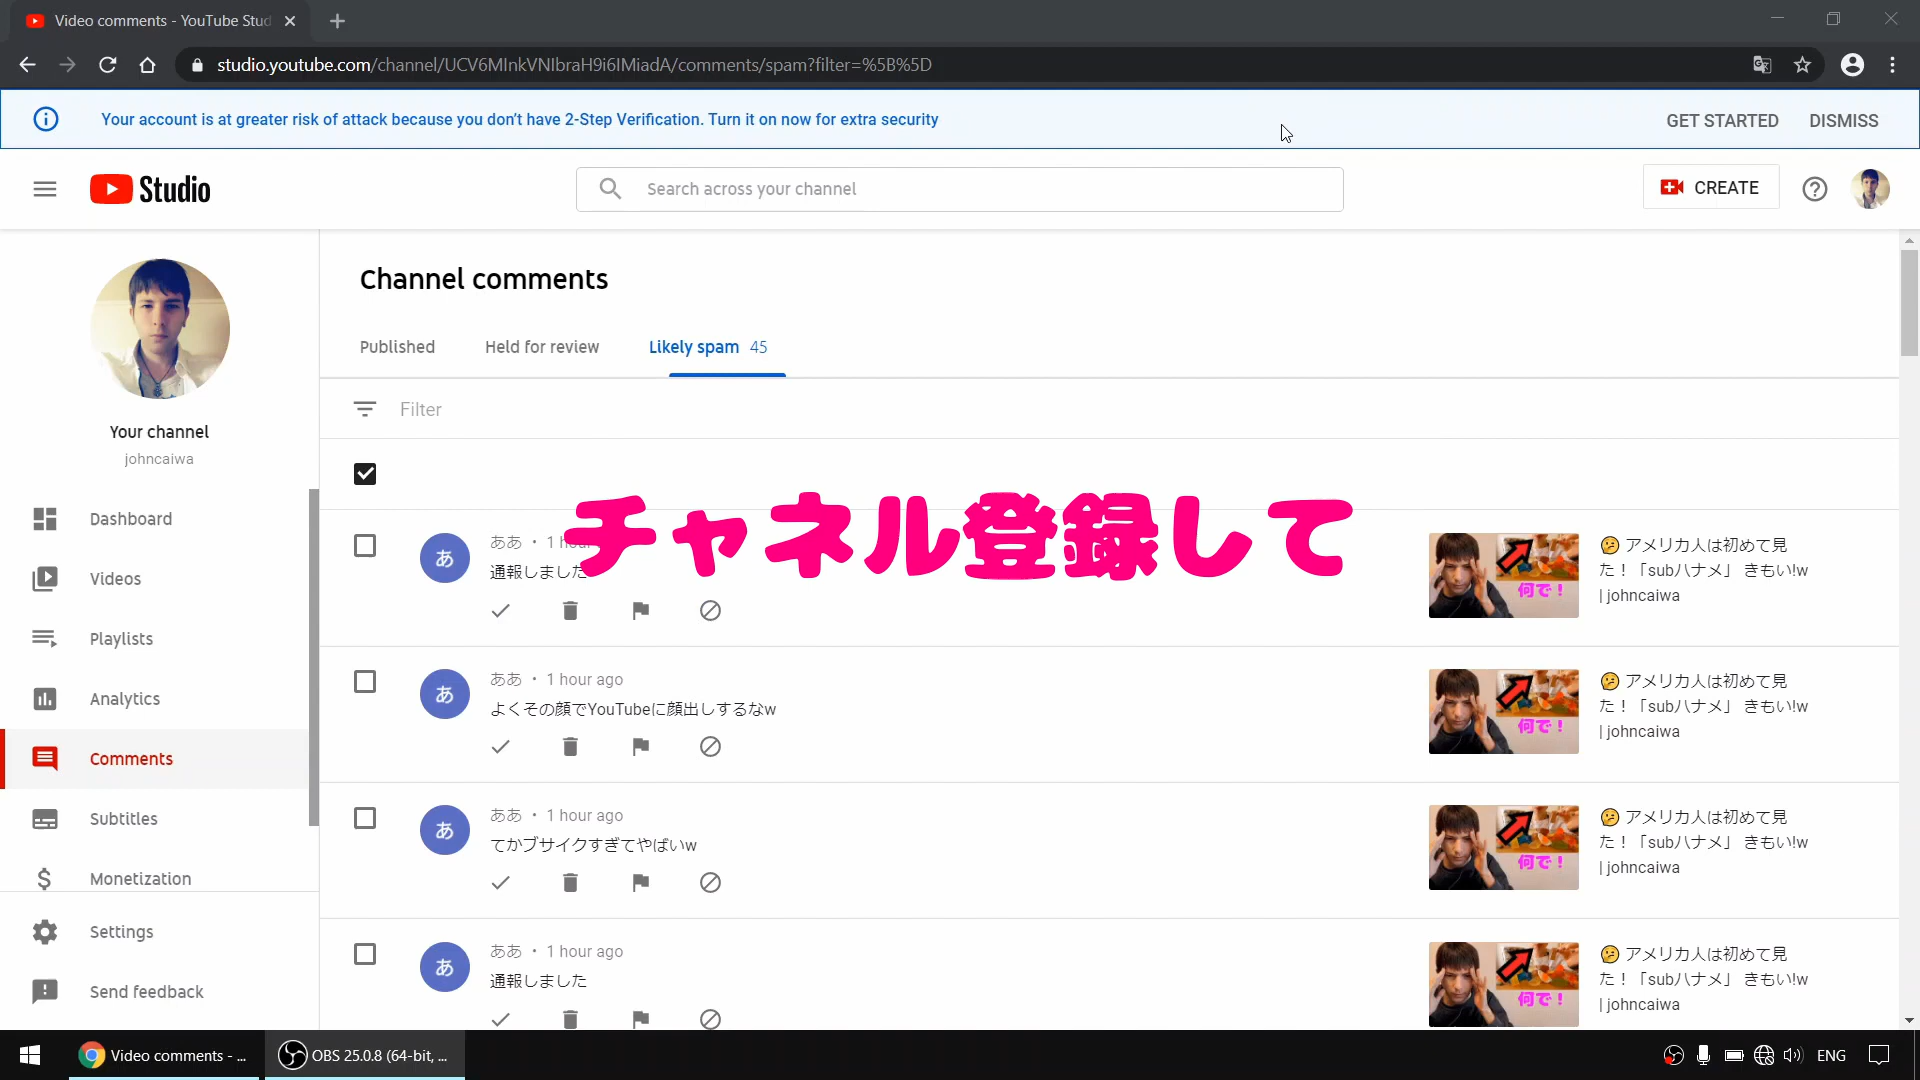 Video comments - YouTube Stud
studio.youtube.com/channel/UCV6MInkVNIbraH9i6IMiadA/comments/spam?filter=%5B%5D
Your account is at greater risk of attack because you don’t have 2-Step Verification. Turn it on now for extra security
GET STARTED
DISMISS
Studio
Search across your channel
CREATE
Your channel
johncaiwa
Dashboard
Videos
Playlists
Analytics
Comments
Subtitles
Monetization
Settings
Send feedback
Channel comments
Published
Held for review
Likely spam 45
Filter
チャネル登録して
あ
ああ • 1 hour
通報しました
何で!
🤔 アメリカ人は初めて見
た!「subハナメ」 きもい!w
| johncaiwa
あ
ああ • 1 hour ago
よくその顔でYouTubeに顔出しするなw
何で!
🤔 アメリカ人は初めて見
た!「subハナメ」 きもい!w
| johncaiwa
あ
ああ • 1 hour ago
てかブサイクすぎてやばいw
何で!
🤔 アメリカ人は初めて見
た!「subハナメ」 きもい!w
| johncaiwa
あ
ああ • 1 hour ago
通報しました
何で!
🤔 アメリカ人は初めて見
た!「subハナメ」 きもい!w
| johncaiwa
Video comments - ...
OBS 25.0.8 (64-bit, ...
ENG